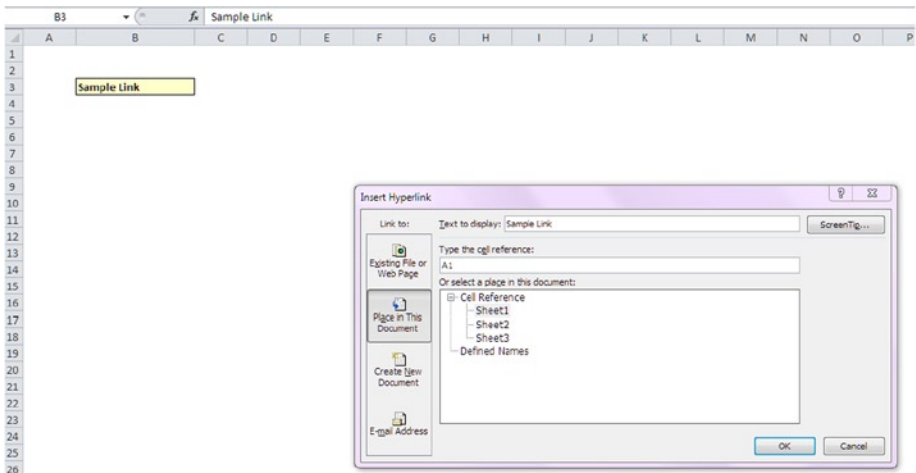 B3 fx Sample Link
A B C D E F G H I J K L M N O P
1
2
3 Sample Link
4
5
6
7
8
9
10
11
12
13
14
15
16
17
18
19
20
21
22
23
24
25
26
Insert Hyperlink ?
Link to: Text to display: Sample Link ScreenTip...
Existing File or
Web Page
Type the cell reference:
A1
Or select a place in this document:
Place in This
Document
Cell Reference
Sheet1
Sheet2
Sheet3
Defined Names
Create New
Document
E-mail Address
OK Cancel